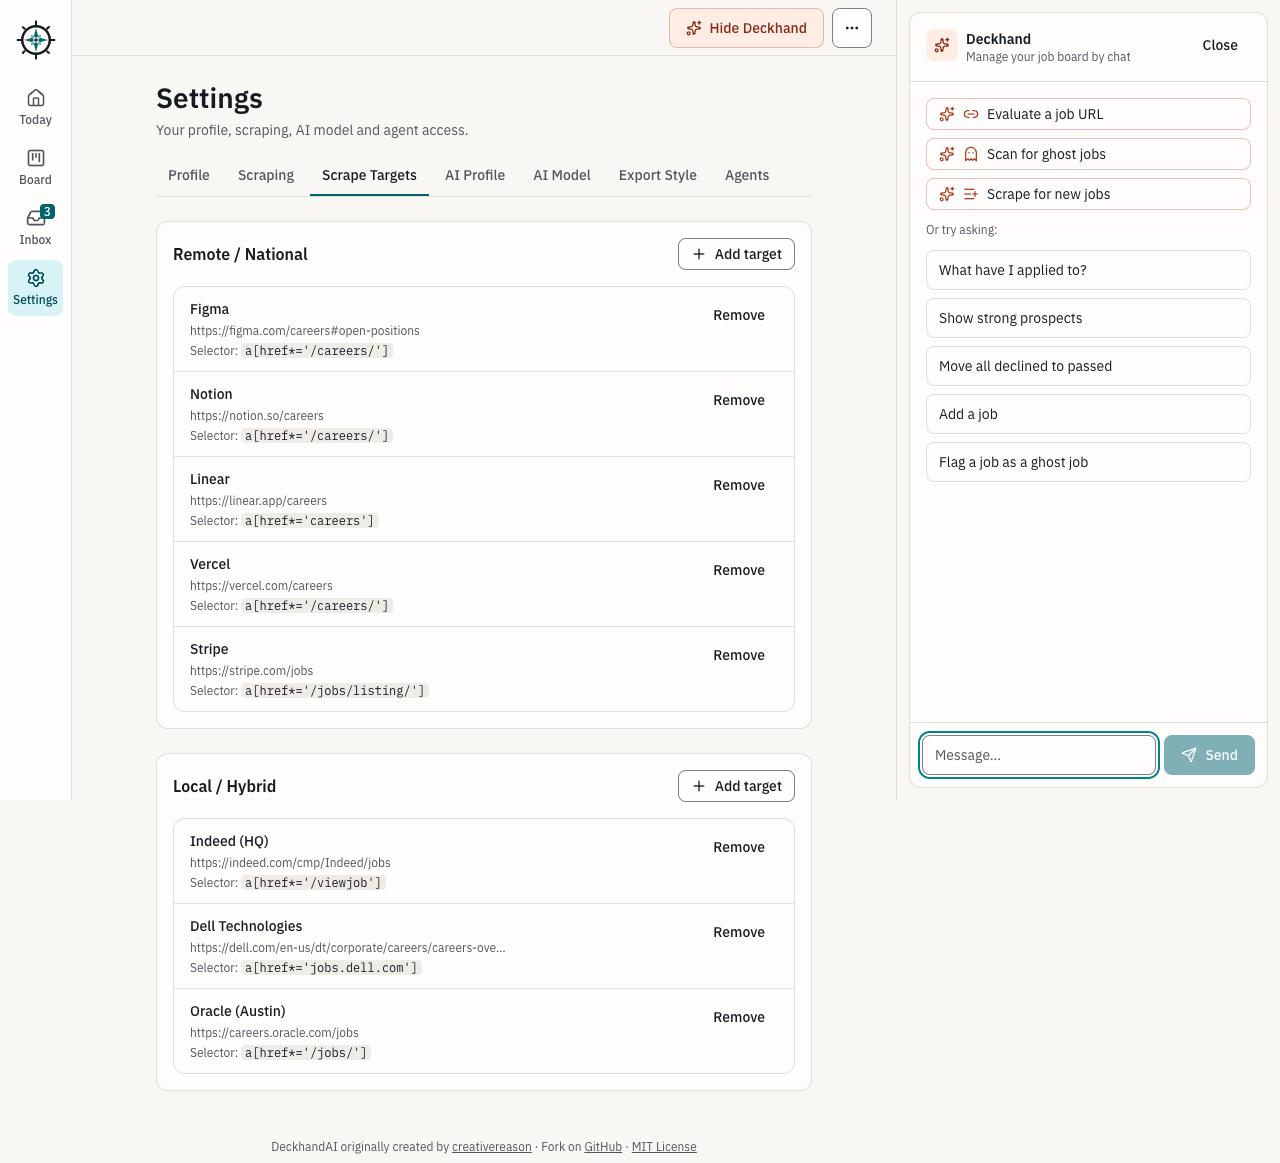 Hide Deckhand
Today
Board
3
Inbox
Settings
Settings
Your profile, scraping, AI model and agent access.
Profile
Scraping
Scrape Targets
AI Profile
AI Model
Export Style
Agents
Remote / National
Add target
Figma
https://figma.com/careers#open-positions
Selector: a[href*='/careers/']
Remove
Notion
https://notion.so/careers
Selector: a[href*='/careers/']
Remove
Linear
https://linear.app/careers
Selector: a[href*='careers']
Remove
Vercel
https://vercel.com/careers
Selector: a[href*='/careers/']
Remove
Stripe
https://stripe.com/jobs
Selector: a[href*='/jobs/listing/']
Remove
Local / Hybrid
Add target
Indeed (HQ)
https://indeed.com/cmp/Indeed/jobs
Selector: a[href*='/viewjob']
Remove
Dell Technologies
https://dell.com/en-us/dt/corporate/careers/careers-ove...
Selector: a[href*='jobs.dell.com']
Remove
Oracle (Austin)
https://careers.oracle.com/jobs
Selector: a[href*='/jobs/']
Remove
DeckhandAI originally created by creativereason · Fork on GitHub · MIT License
Deckhand
Manage your job board by chat
Close
Evaluate a job URL
Scan for ghost jobs
Scrape for new jobs
Or try asking:
What have I applied to?
Show strong prospects
Move all declined to passed
Add a job
Flag a job as a ghost job
Message...
Send